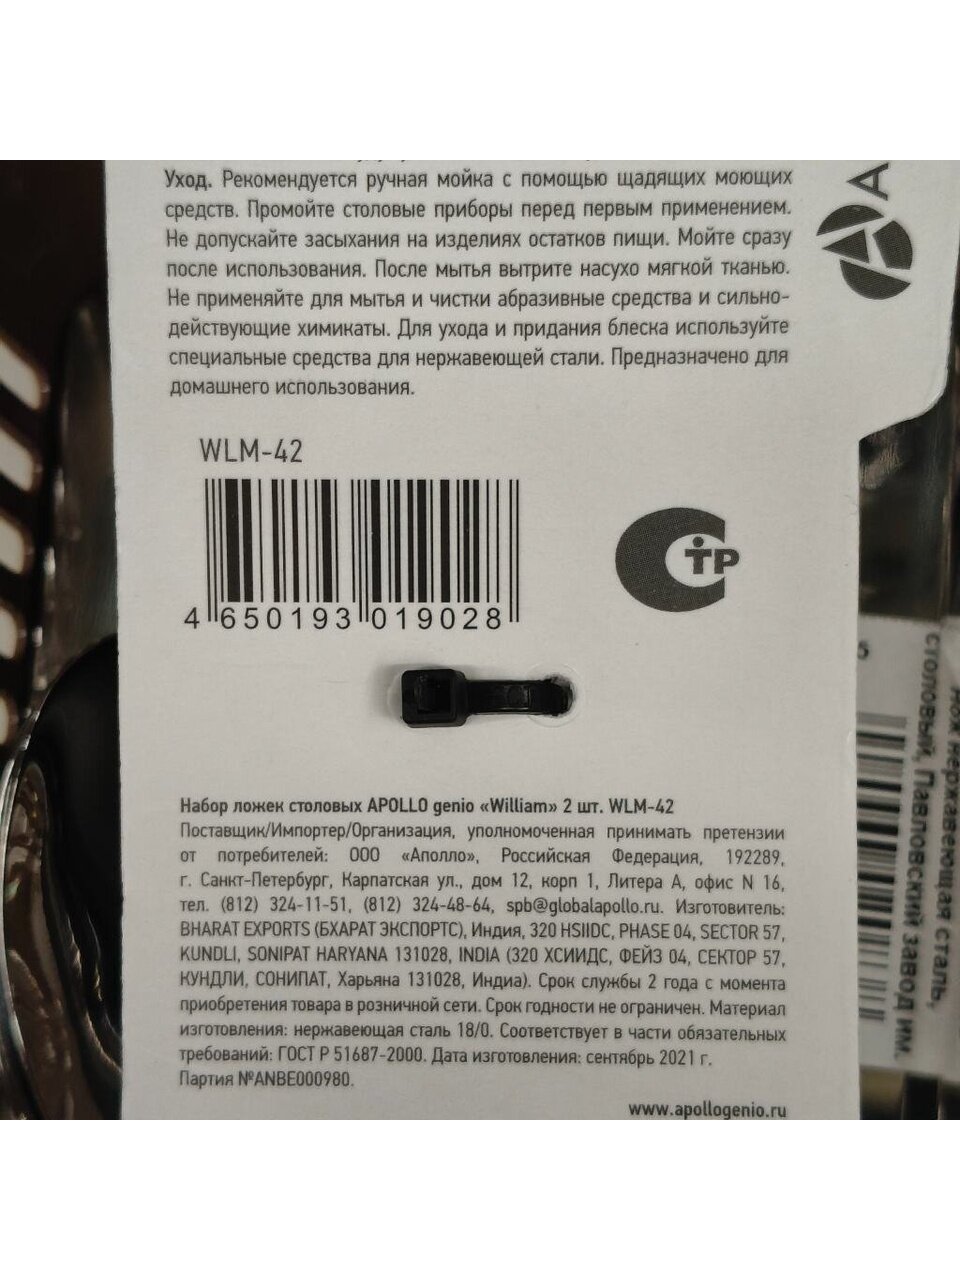 Уход. Рекомендуется ручная мойка с помощью щадящих моющих
средств. Промойте столовые приборы перед первым применением.
Не допускайте засыхания на изделиях остатков пищи. Мойте сразу
после использования. После мытья вытрите насухо мягкой тканью.
Не применяйте для мытья и чистки абразивные средства и сильно-
действующие химикаты. Для ухода и придания блеска используйте
специальные средства для нержавеющей стали. Предназначено для
домашнего использования.
A
WLM-42
4 650193 019028
СТР
Набор ложек столовых APOLLO genio «William» 2 шт. WLM-42
Поставщик/Импортер/Организация, уполномоченная принимать претензии
от потребителей: ООО «Аполло», Российская Федерация, 192289,
г. Санкт-Петербург, Карпатская ул., дом 12, корп 1, Литера А, офис N 16,
тел. (812) 324-11-51, (812) 324-48-64, spb@globalapollo.ru. Изготовитель:
BHARAT EXPORTS (БХАРАТ ЭКСПОРТС), Индия, 320 HSIIDC, PHASE 04, SECTOR 57,
KUNDLI, SONIPAT HARYANA 131028, INDIA (320 ХСИИДС, ФЕЙЗ 04, СЕКТОР 57,
КУНДЛИ, СОНИПАТ, Харьяна 131028, Индиа). Срок службы 2 года с момента
приобретения товара в розничной сети. Срок годности не ограничен. Материал
изготовления: нержавеющая сталь 18/0. Соответствует в части обязательных
требований: ГОСТ Р 51687-2000. Дата изготовления: сентябрь 2021 г.
Партия №ANBE000980.
www.apollogenio.ru
5
нож нержавеющая сталь,
столовый, Павловский завод им.